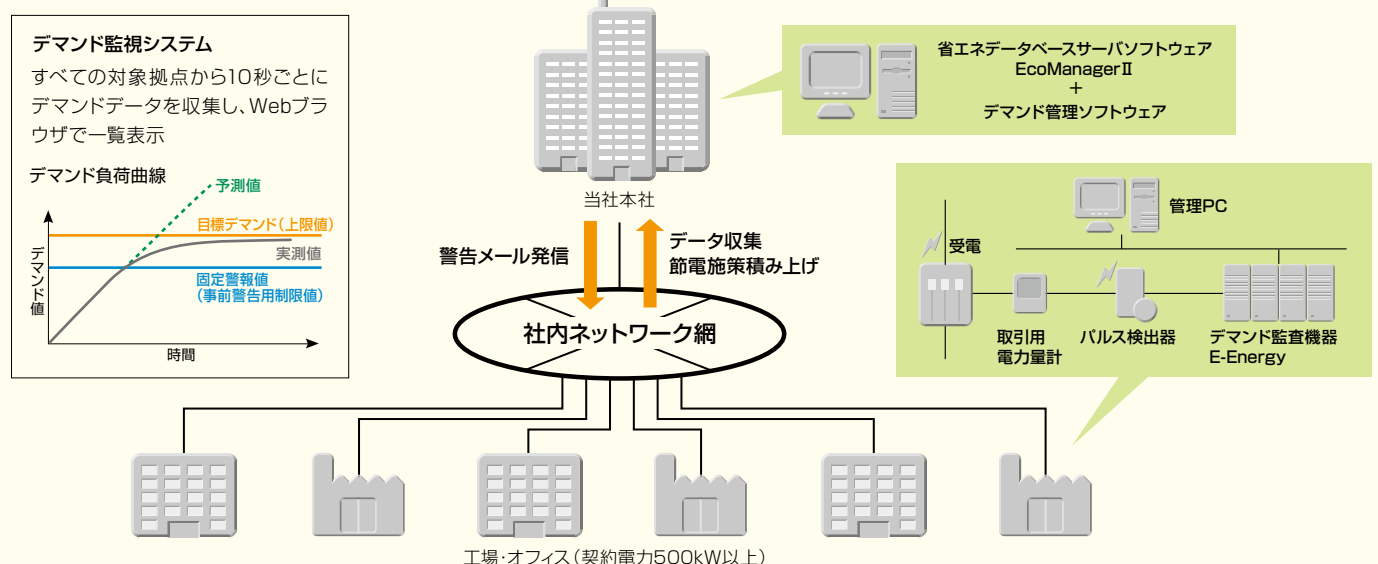 デマンド監視システム
すべての対象拠点から10秒ごとに
デマンドデータを収集し、Webブラ
ウザで一覧表示
デマンド負荷曲線
予測値
目標デマンド（上限値）
実測値
固定警報値
（事前警告用制限値）
デマンド値
時間
当社本社
省エネデータベースサーバソフトウェア
EcoManagerⅡ
+
デマンド管理ソフトウェア
警告メール発信
データ収集
節電施策積み上げ
社内ネットワーク網
管理PC
受電
取引用
電力量計
パルス検出器
デマンド監査機器
E-Energy
工場・オフィス（契約電力500kW以上）